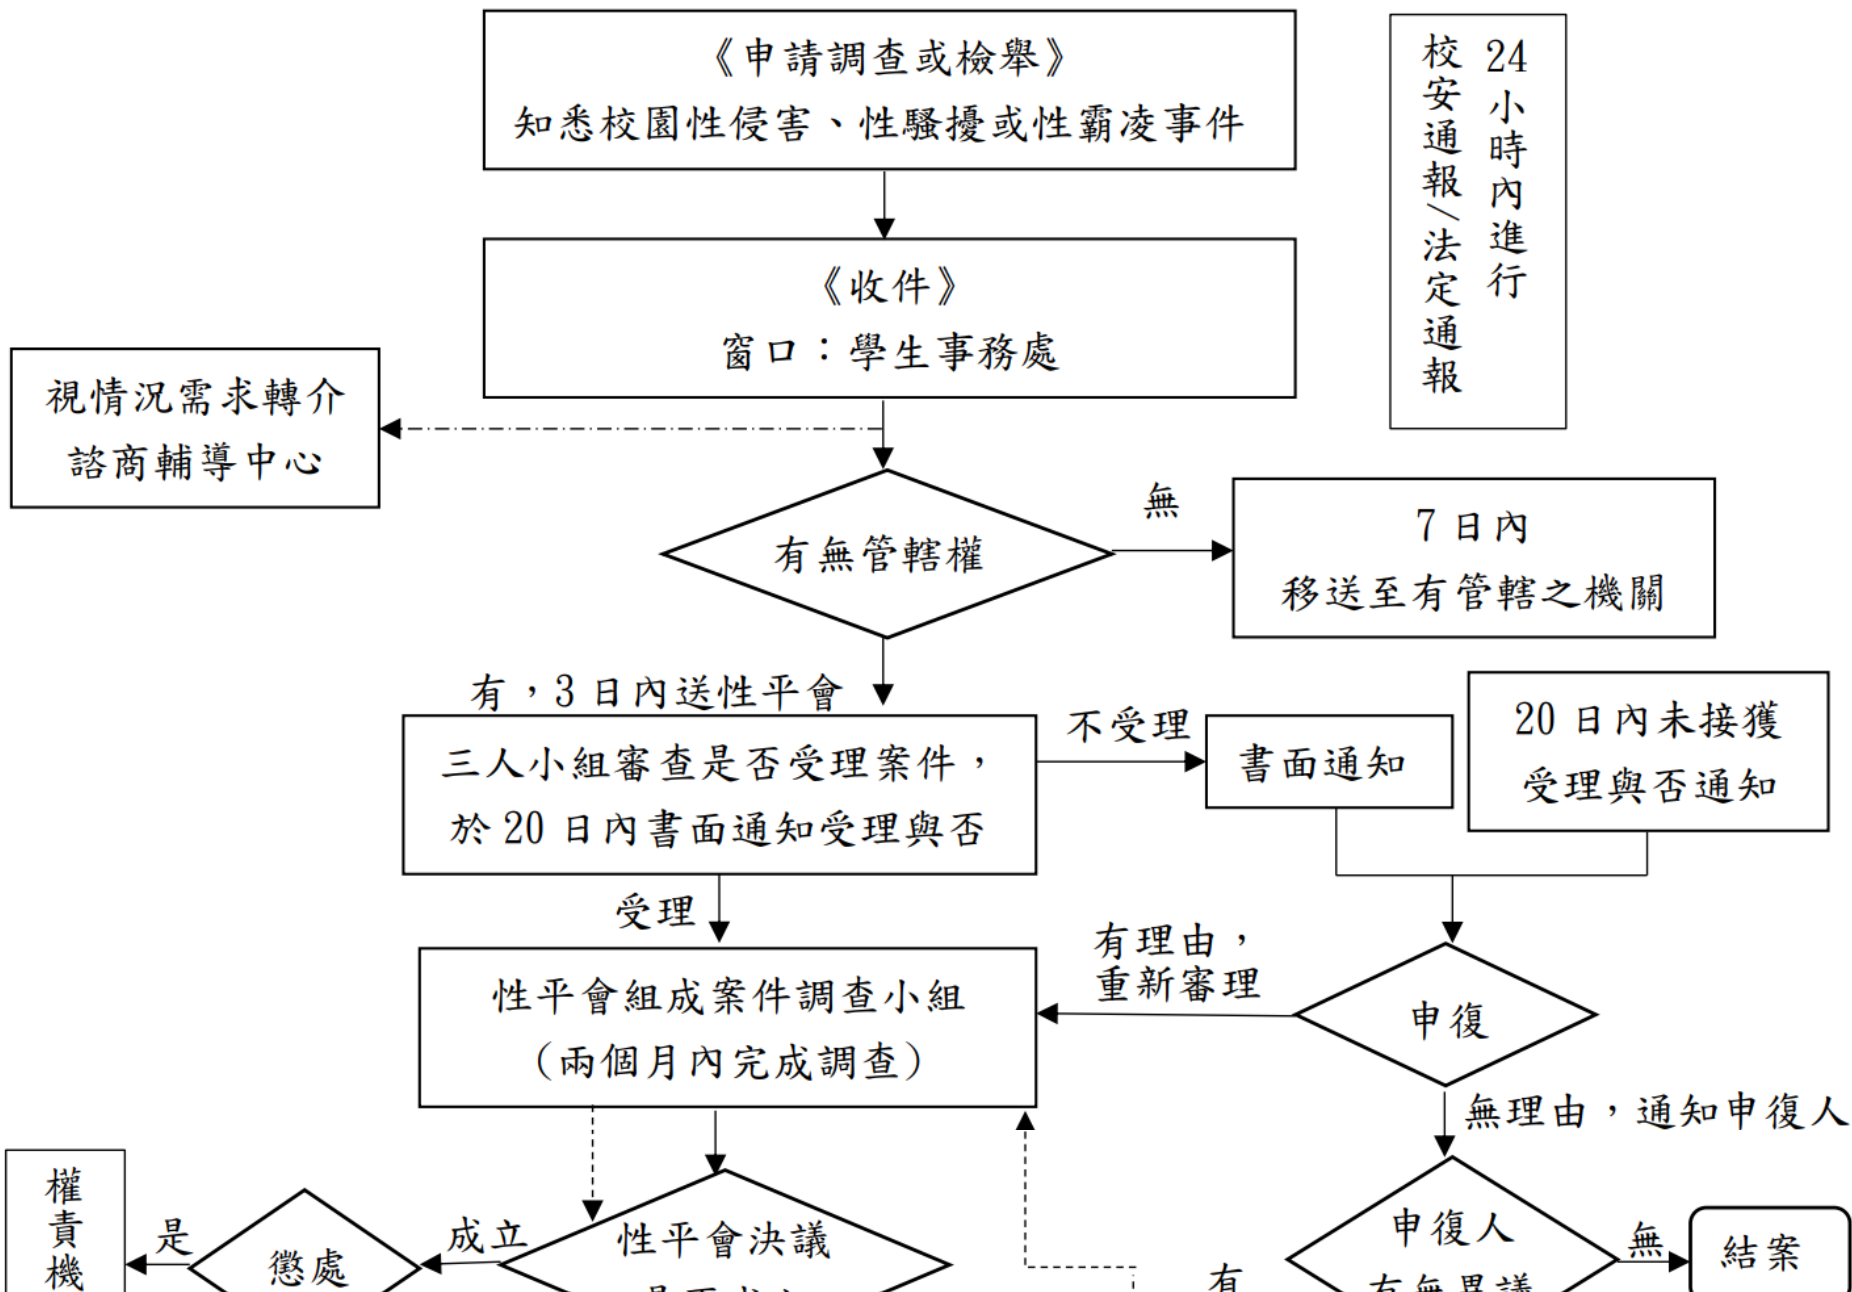 《申請調查或檢舉》
知悉校園性侵害、性騷擾或性霸凌事件
24小時內進行
校安通報/法定通報
《收件》
窗口：學生事務處
視情況需求轉介
諮商輔導中心
有無管轄權
無
7 日內
移送至有管轄之機關
有，3 日內送性平會
三人小組審查是否受理案件，
於 20 日內書面通知受理與否
不受理
書面通知
20 日內未接獲
受理與否通知
受理
有理由，
重新審理
申復
性平會組成案件調查小組
（兩個月內完成調查）
無理由，通知申復人
權責機
是
懲處
成立
性平會決議
有
申復人
有無異議
無
結案